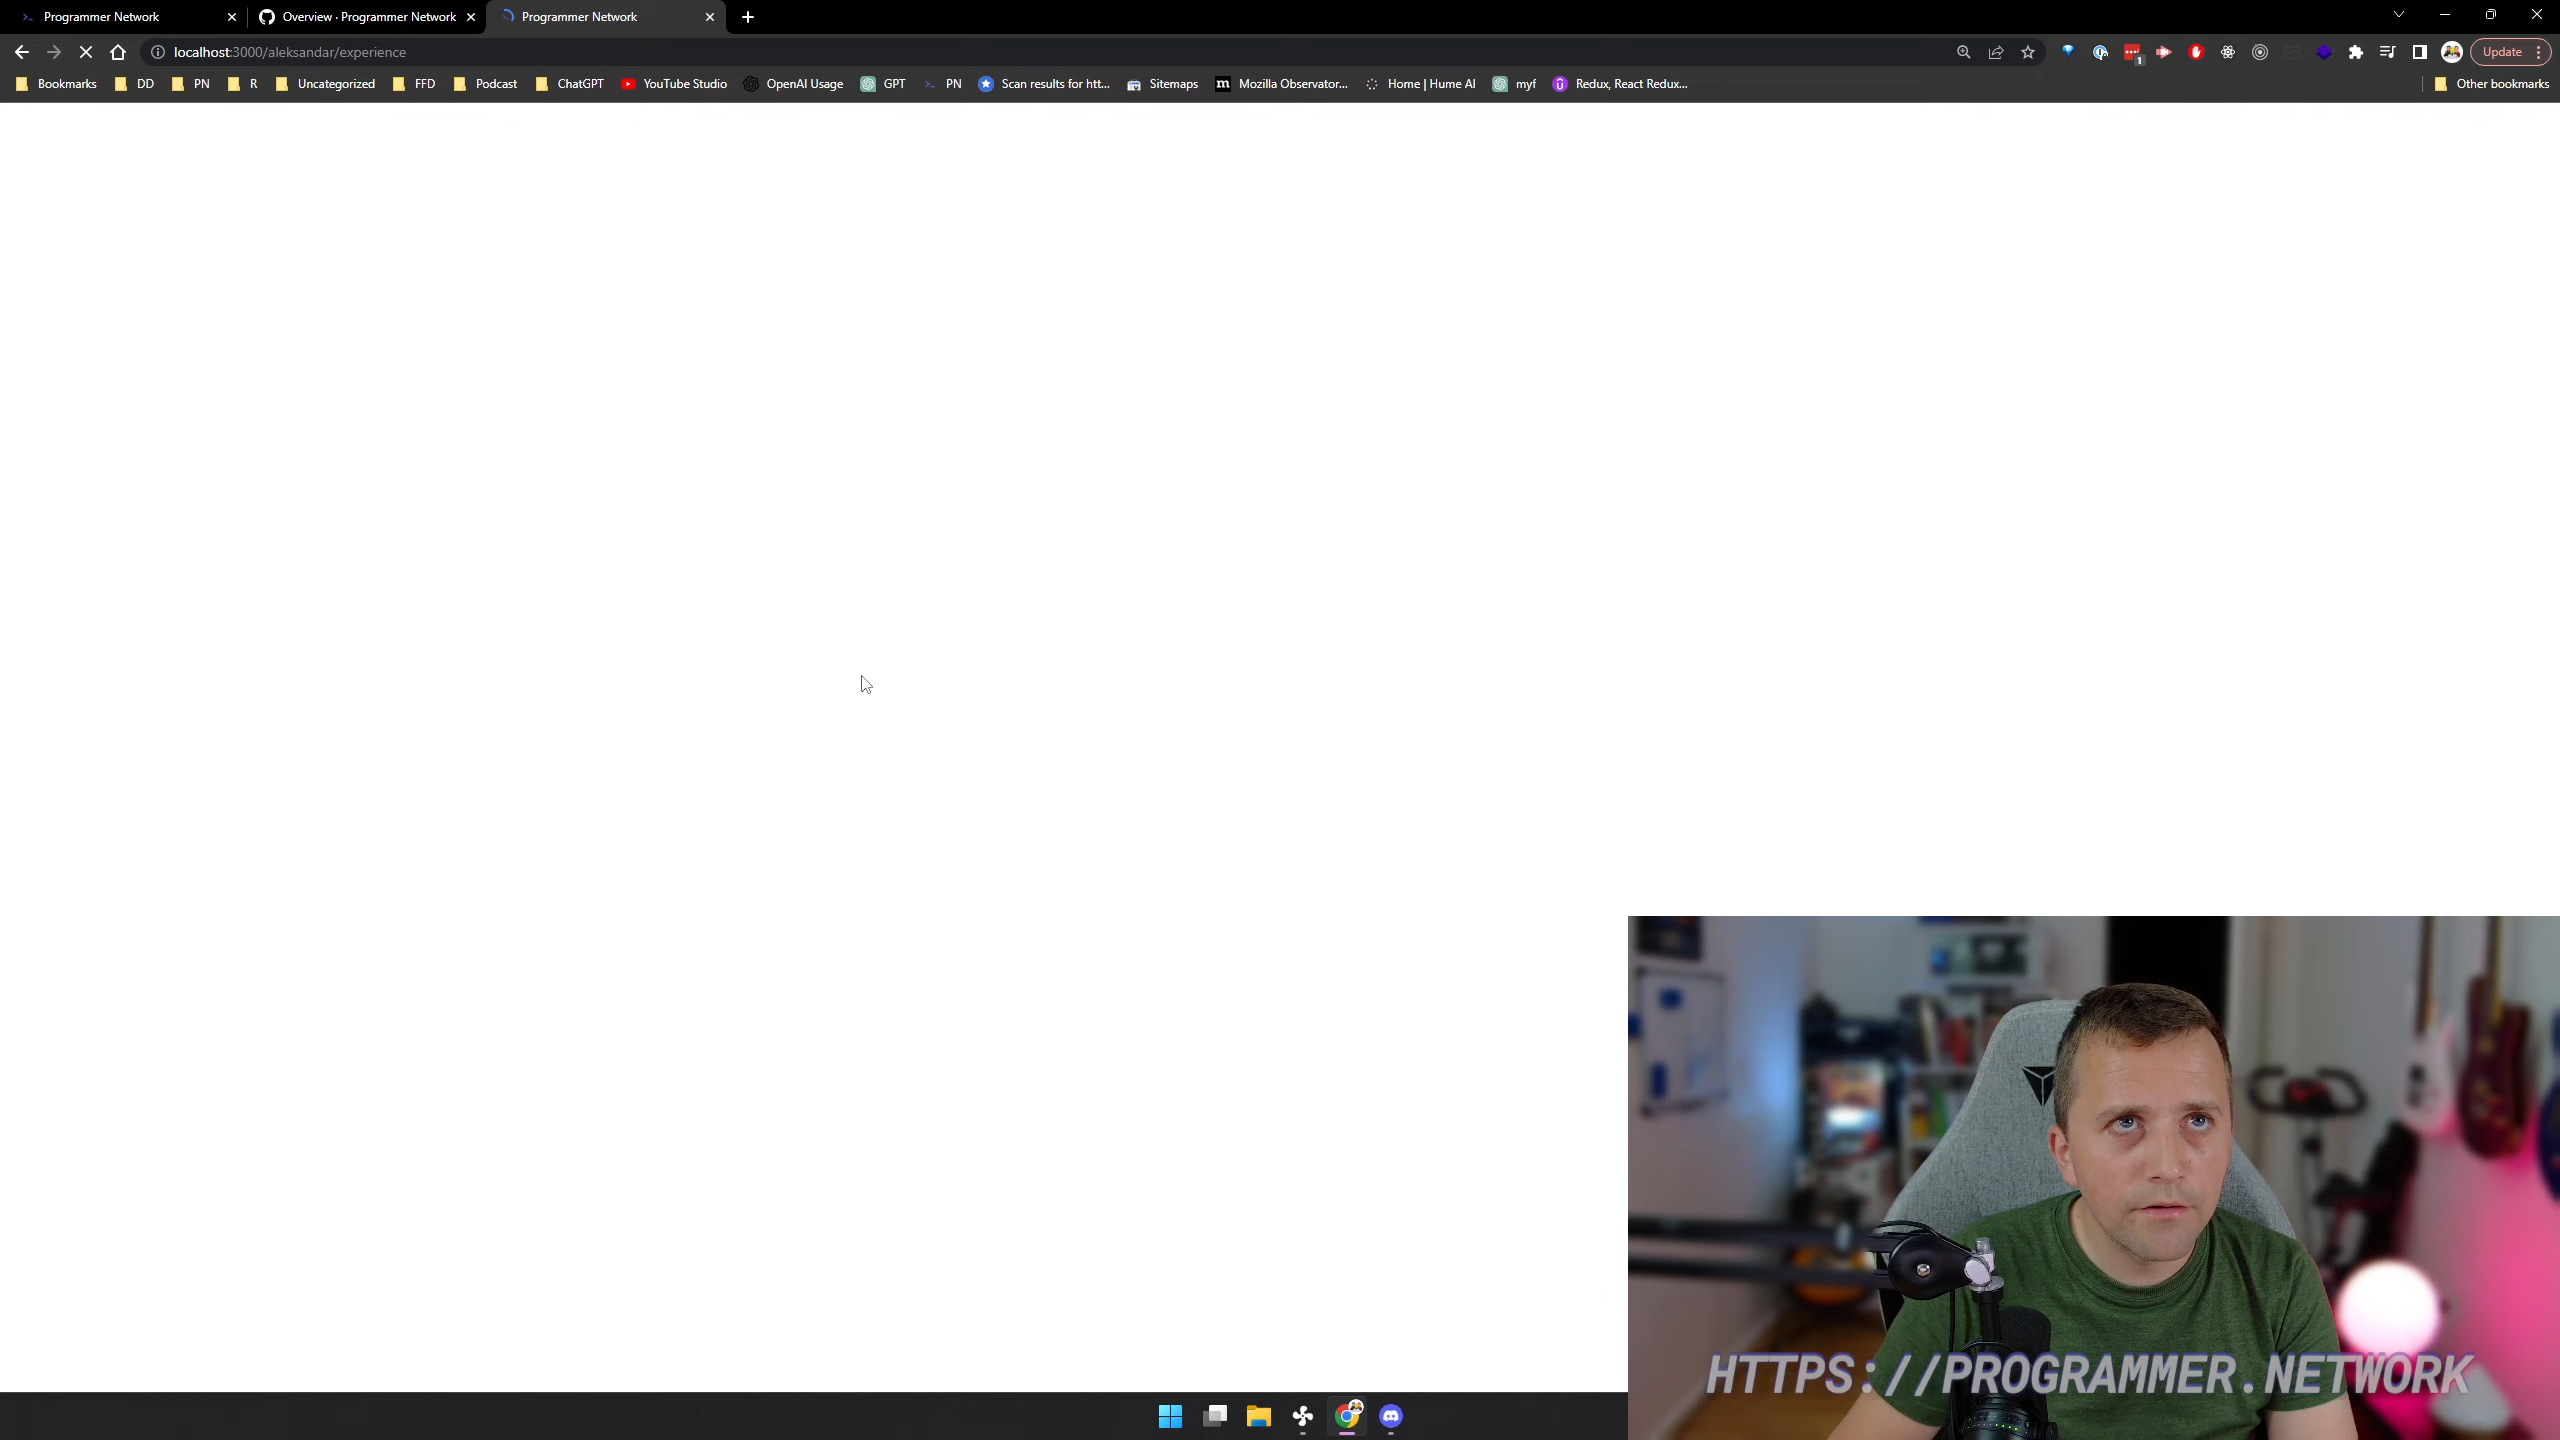 Programmer Network
Overview · Programmer Network
Programmer Network
localhost:3000/aleksandar/experience
1
Update
Bookmarks
DD
PN
R
Uncategorized
FFD
Podcast
ChatGPT
YouTube Studio
OpenAI Usage
GPT
PN
Scan results for htt...
Sitemaps
m
Mozilla Observator...
Home | Hume AI
myf
Redux, React Redux...
Other bookmarks
HTTPS://PROGRAMMER.NETWORK